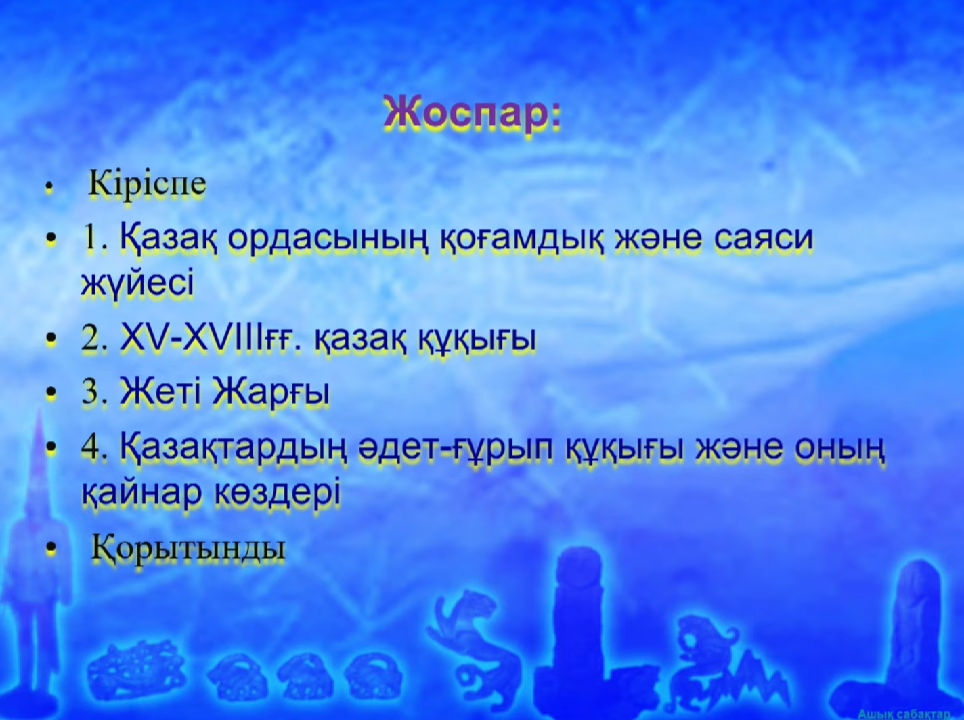 Жоспар:
• Кіріспе
• 1. Қазақ ордасының қоғамдық және саяси
жүйесі
• 2. XV-XVIIIғғ. қазақ құқығы
• 3. Жеті Жарғы
• 4. Қазақтардың әдет-ғұрып құқығы және оның
қайнар көздері
• Қорытынды
Ашық сабақтар